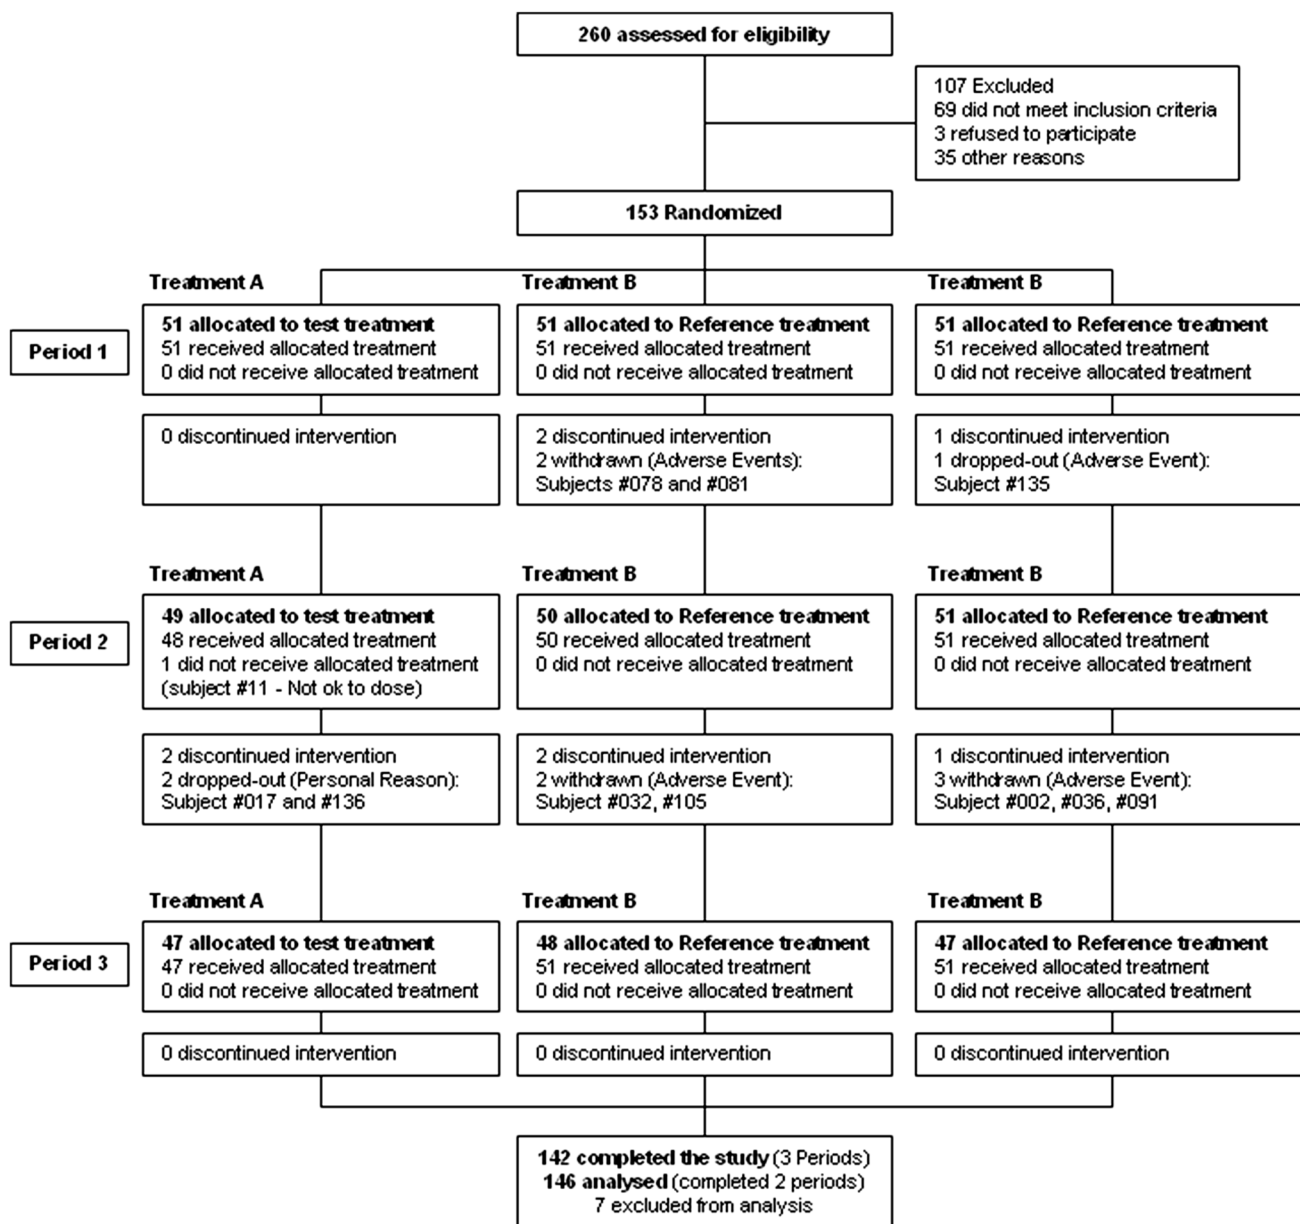 260 assessed for eligibility
107 Excluded
69 did not meet inclusion criteria
3 refused to participate
35 other reasons
153 Randomized
Treatment A
Treatment B
Treatment B
Period 1
51 allocated to test treatment
51 received allocated treatment
0 did not receive allocated treatment
51 allocated to Reference treatment
51 received allocated treatment
0 did not receive allocated treatment
51 allocated to Reference treatment
51 received allocated treatment
0 did not receive allocated treatment
0 discontinued intervention
2 discontinued intervention
2 withdrawn (Adverse Events):
Subjects #078 and #081
1 discontinued intervention
1 dropped-out (Adverse Event):
Subject #135
Treatment A
Treatment B
Treatment B
Period 2
49 allocated to test treatment
48 received allocated treatment
1 did not receive allocated treatment
(subject #11 - Not ok to dose)
50 allocated to Reference treatment
50 received allocated treatment
0 did not receive allocated treatment
51 allocated to Reference treatment
51 received allocated treatment
0 did not receive allocated treatment
2 discontinued intervention
2 dropped-out (Personal Reason):
Subject #017 and #136
2 discontinued intervention
2 withdrawn (Adverse Event):
Subject #032, #105
1 discontinued intervention
3 withdrawn (Adverse Event):
Subject #002, #036, #091
Treatment A
Treatment B
Treatment B
Period 3
47 allocated to test treatment
47 received allocated treatment
0 did not receive allocated treatment
48 allocated to Reference treatment
51 received allocated treatment
0 did not receive allocated treatment
47 allocated to Reference treatment
51 received allocated treatment
0 did not receive allocated treatment
0 discontinued intervention
0 discontinued intervention
0 discontinued intervention
142 completed the study (3 Periods)
146 analysed (completed 2 periods)
7 excluded from analysis